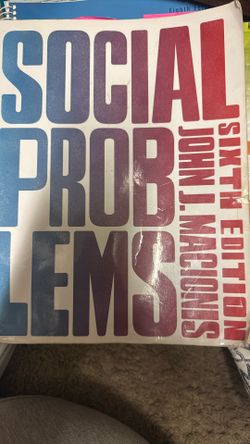 SOCIAL
PROB
LEMS
SIXTH EDITION
JOHN J. MACIONIS